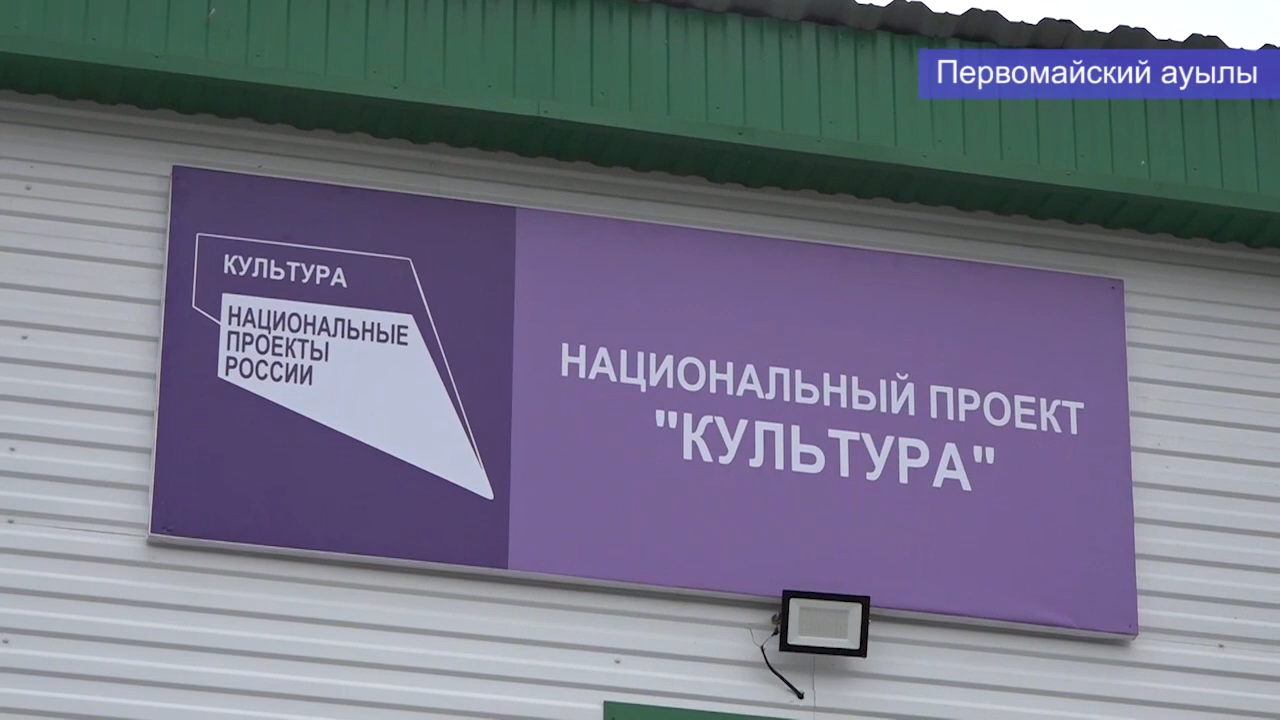 Первомайский ауылы
КУЛЬТУРА
НАЦИОНАЛЬНЫЕ
ПРОЕКТЫ
РОССИИ
НАЦИОНАЛЬНЫЙ ПРОЕКТ
"КУЛЬТУРА"